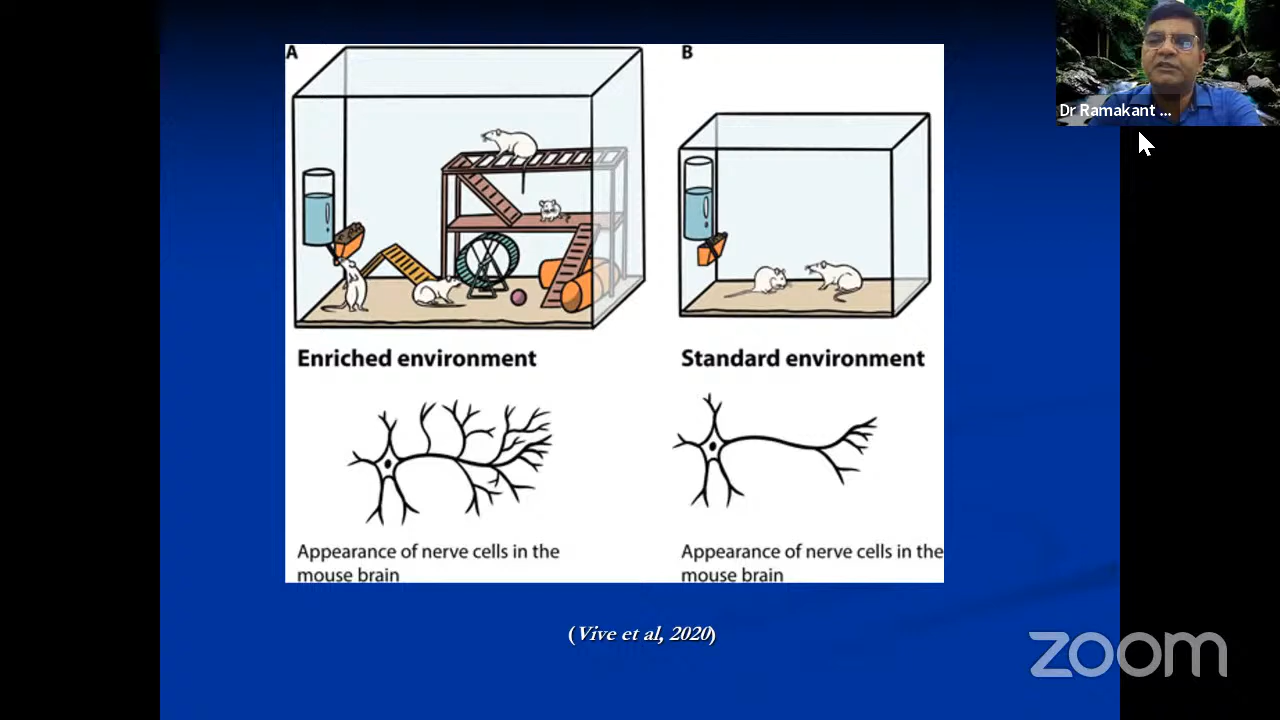 A
B
Dr Ramakant ...
Enriched environment
Standard environment
Appearance of nerve cells in the
mouse brain
Appearance of nerve cells in the
mouse brain
(Vive et al, 2020)
zoom